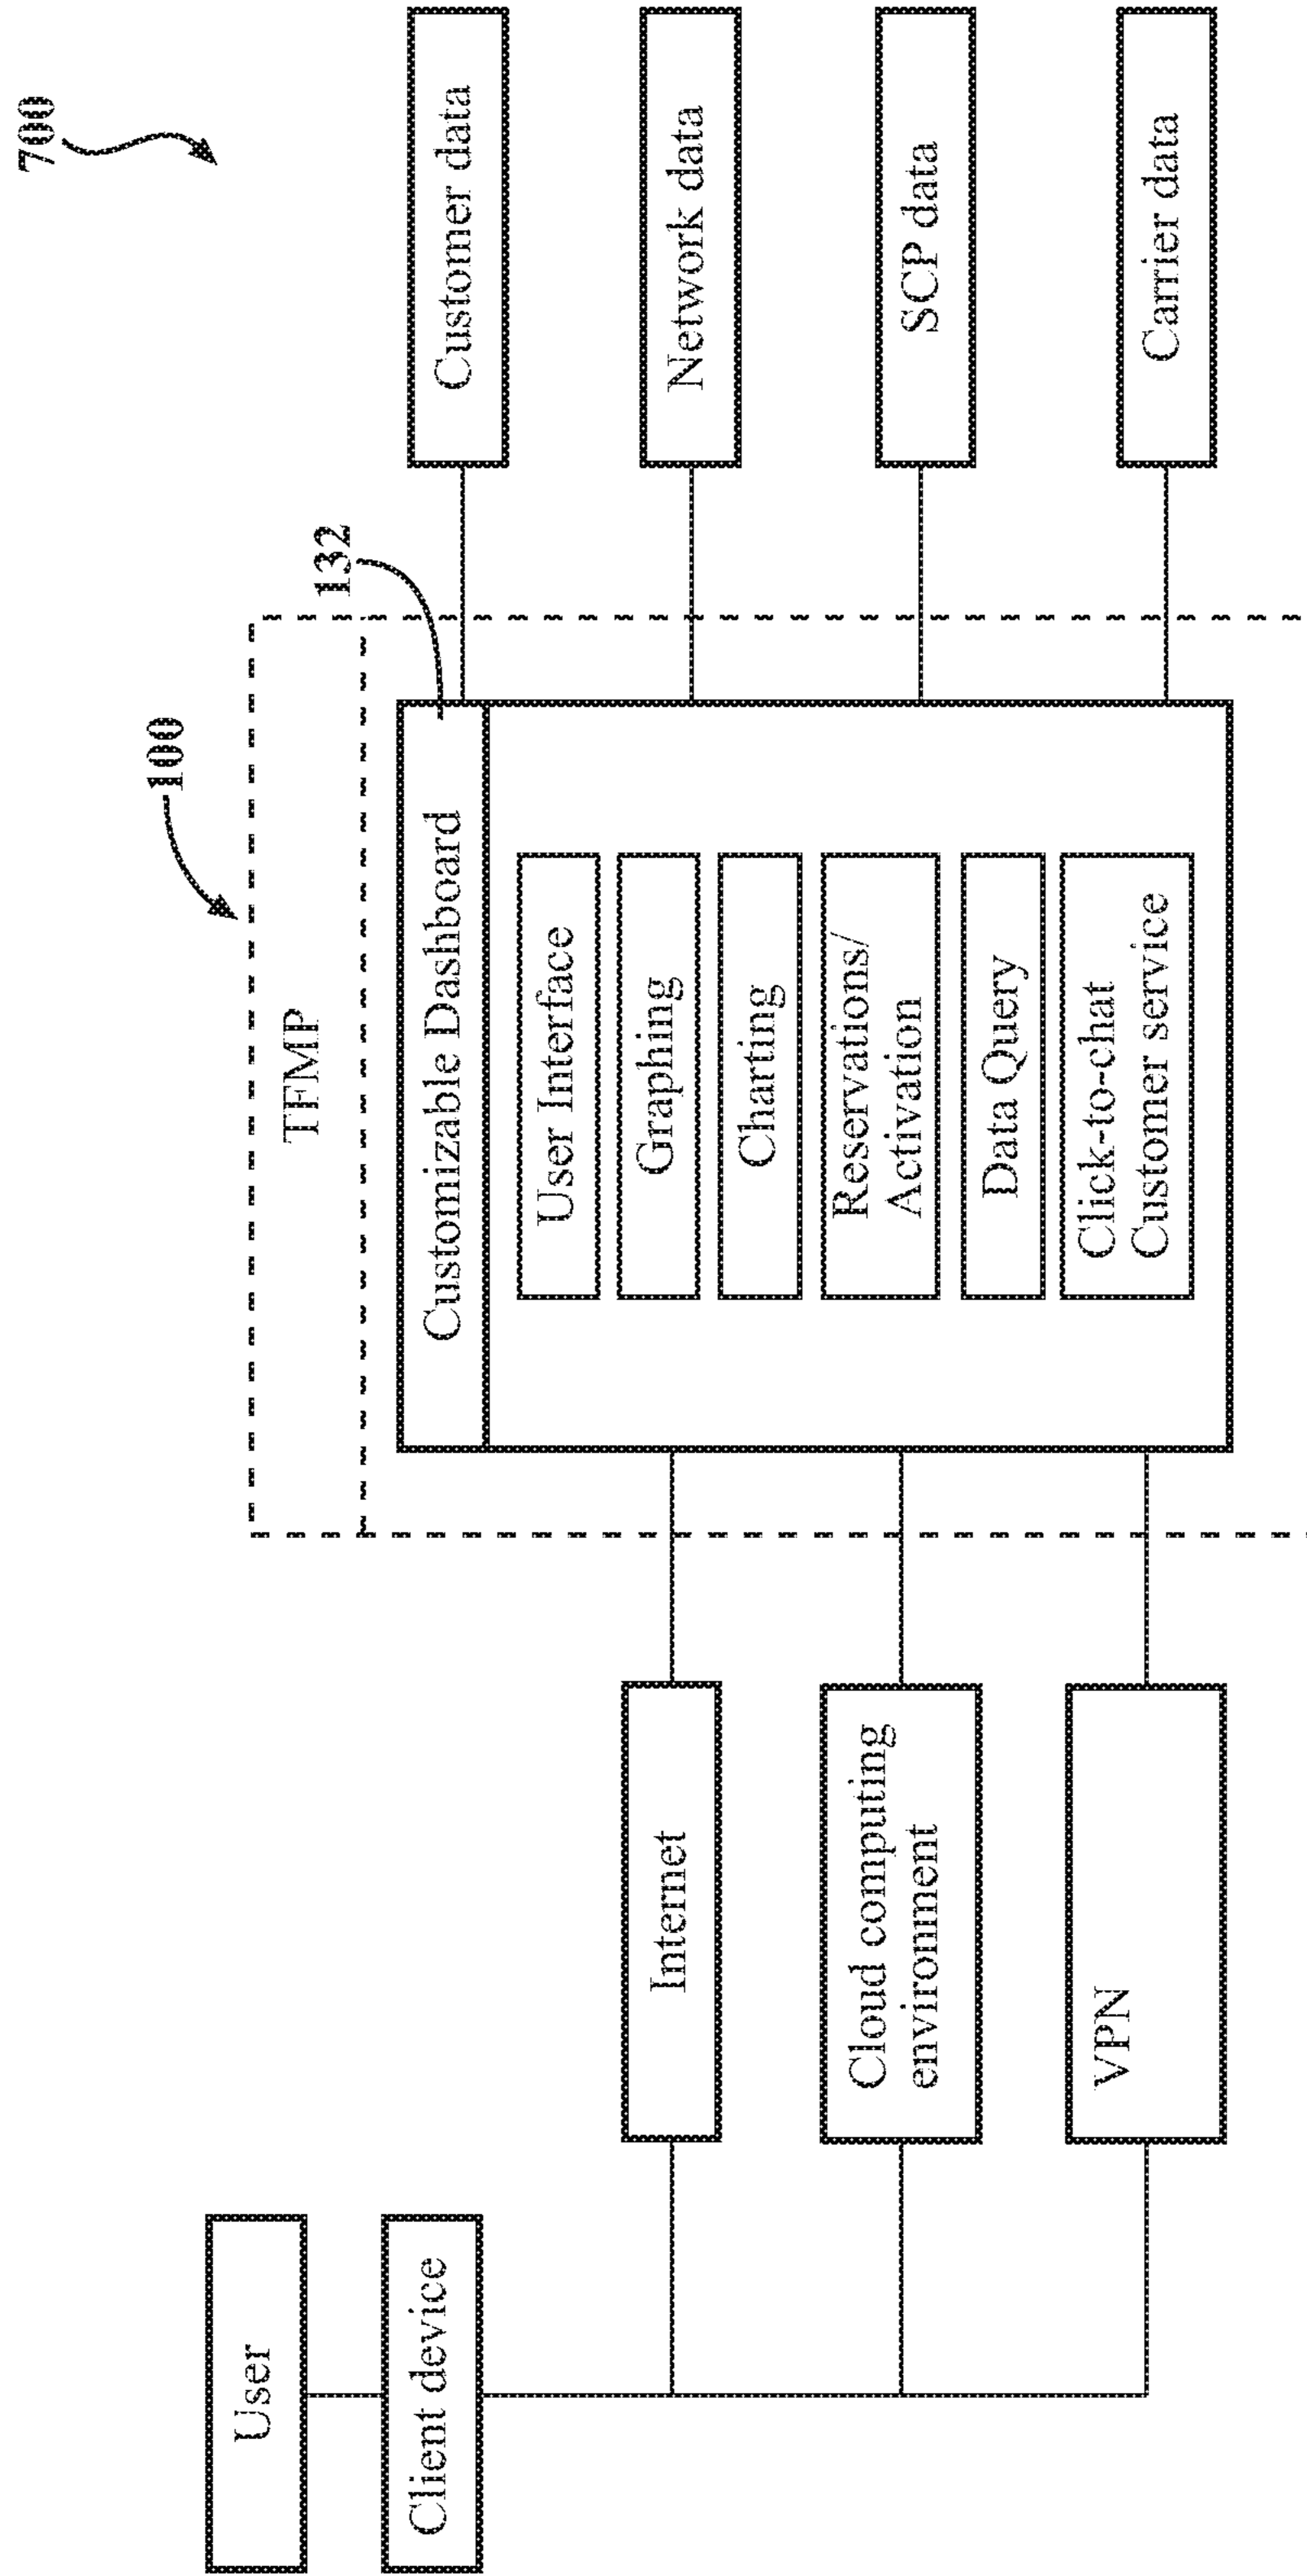 700
100
132
User
Client device
Internet
Cloud computing
environment
VPN
TFMP
Customizable Dashboard
User Interface
Graphing
Charting
Reservations/
Activation
Data Query
Click-to-chat
Customer service
Customer data
Network data
SCP data
Carrier data